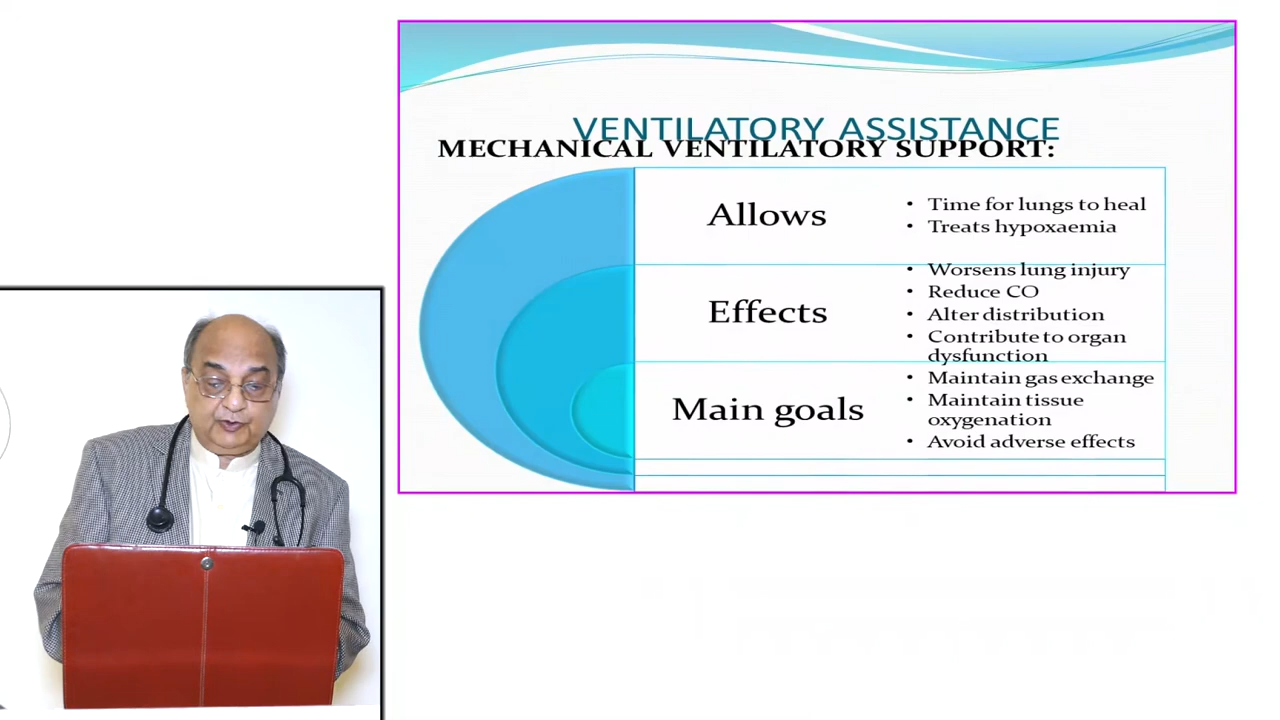 VENTILATORY ASSISTANCE
MECHANICAL VENTILATORY SUPPORT:
Allows
• Time for lungs to heal
• Treats hypoxaemia
Effects
• Worsens lung injury
• Reduce CO
• Alter distribution
• Contribute to organ
dysfunction
Main goals
• Maintain gas exchange
• Maintain tissue
oxygenation
• Avoid adverse effects